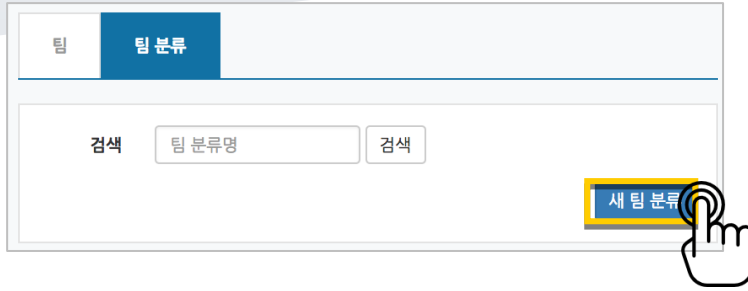 팀 팀 분류
검색 팀 분류명 검색
새 팀 분류